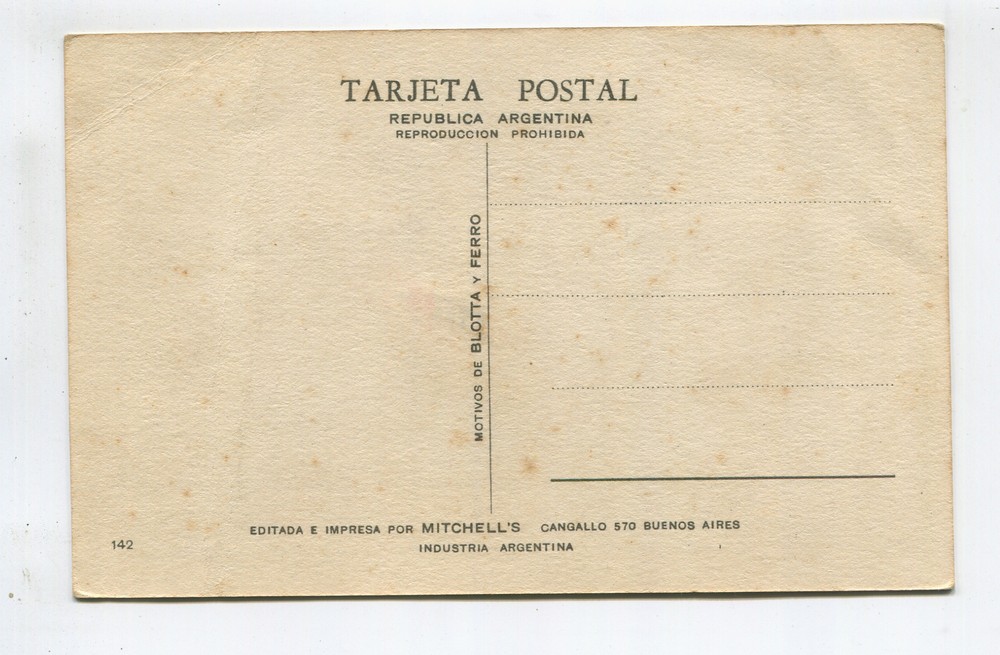 TARJETA POSTAL
REPUBLICA ARGENTINA
REPRODUCCION PROHIBIDA
MOTIVOS DE BLOTTA Y FERRO
EDITADA E IMPRESA POR MITCHELL'S CANGALLO 570 BUENOS AIRES
INDUSTRIA ARGENTINA
142